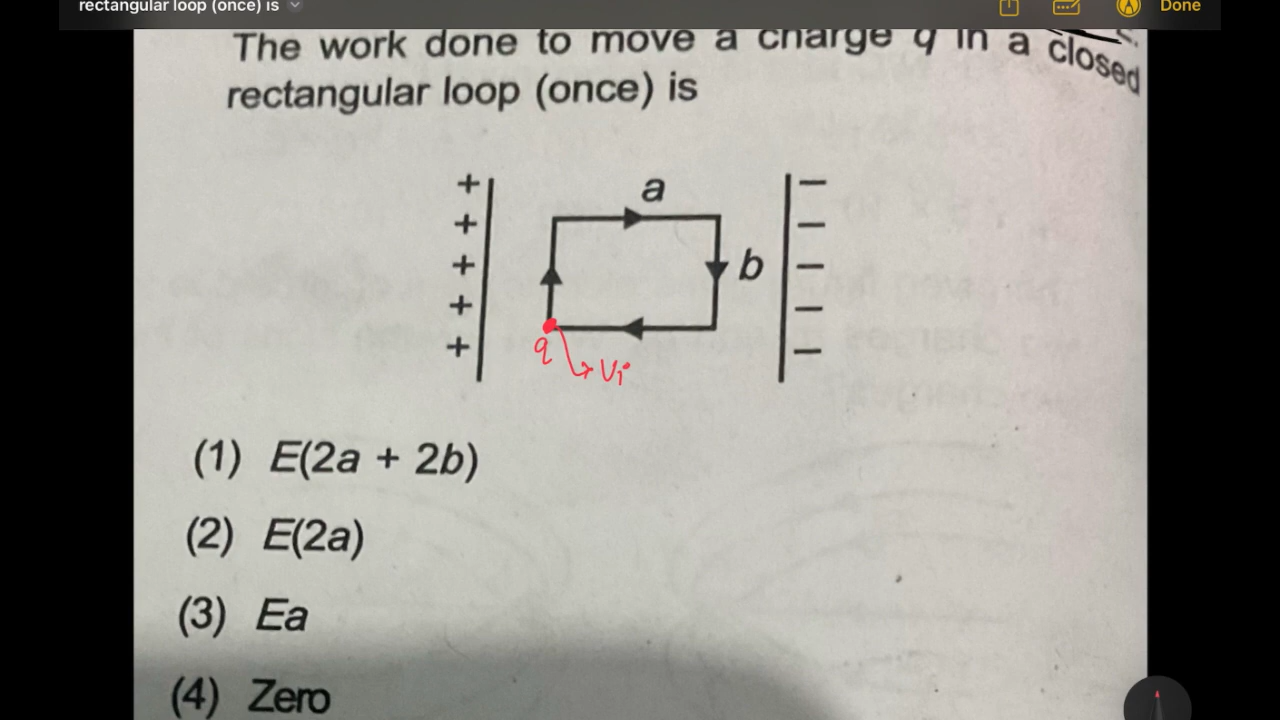 rectangular loop (once) is
Done
The work done to move a charge q in a closed
rectangular loop (once) is
+ a −
+ −
+ b −
+ −
+ −
q Vi
(1) E(2a + 2b)
(2) E(2a)
(3) Ea
(4) Zero